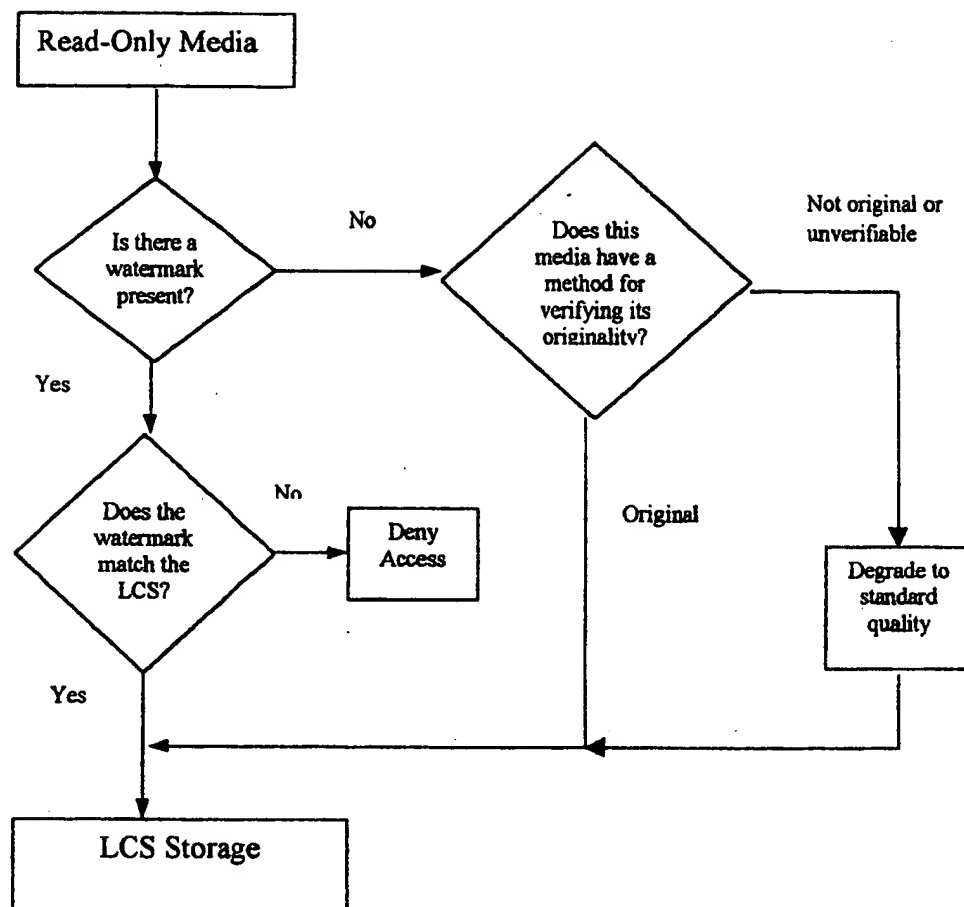 Read-Only Media
Is there a
watermark
present?
No
Does this
media have a
method for
verifying its
originality?
Not original or
unverifiable
Yes
Does the
watermark
match the
LCS?
No
Deny
Access
Original
Degrade to
standard
quality
Yes
LCS Storage